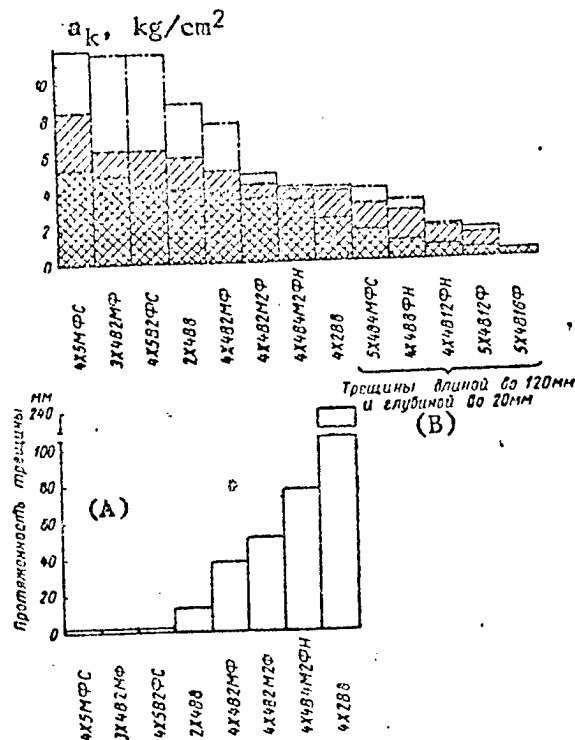 a_k, kg/cm²
10
8
6
4
2
0
4Х5МФС
3Х4В2МФ
4Х5В2ФС
2Х4В8
4Х4В2МФ
4Х4В2М2Ф
4Х4В4М2ФН
4Х2В8
5Х4В4МФС
4Х4В8ФН
4Х4В12ФН
5Х4В12Ф
5Х4В16Ф
Трещины длиной до 120мм
и глубиной до 20мм
(B)
мм
240
100
80
60
40
20
0
Протяженность трещины
(A)
4Х5МФС
3Х4В2МФ
4Х5В2ФС
2Х4В8
4Х4В2МФ
4Х4В2М2Ф
4Х4В4М2ФН
4Х2В8